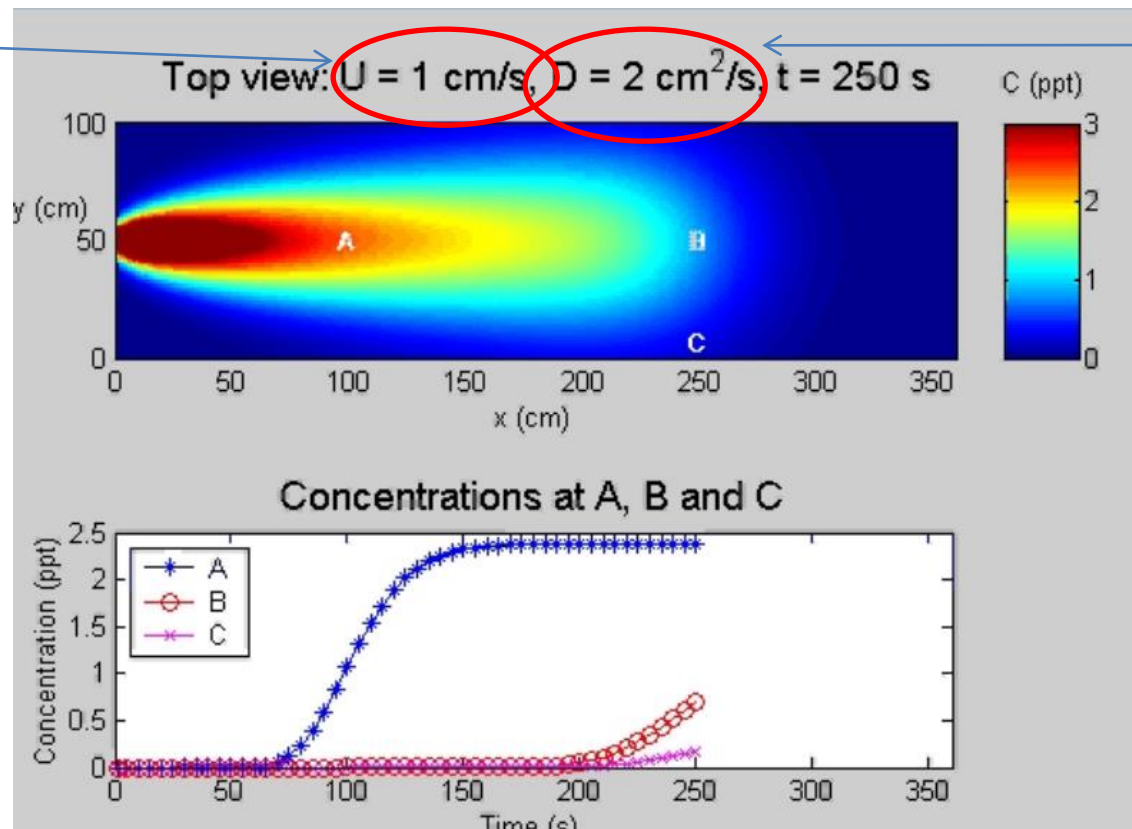 Top view: U = 1 cm/s, D = 2 cm²/s, t = 250 s
C (ppt)
100
y (cm)
50
0
A
B
C
0 50 100 150 200 250 300 350
x (cm)
3
2
1
0
Concentrations at A, B and C
Concentration (ppt)
2.5
2
1.5
1
0.5
0
A
B
C
0 50 100 150 200 250 300 350
Time (s)